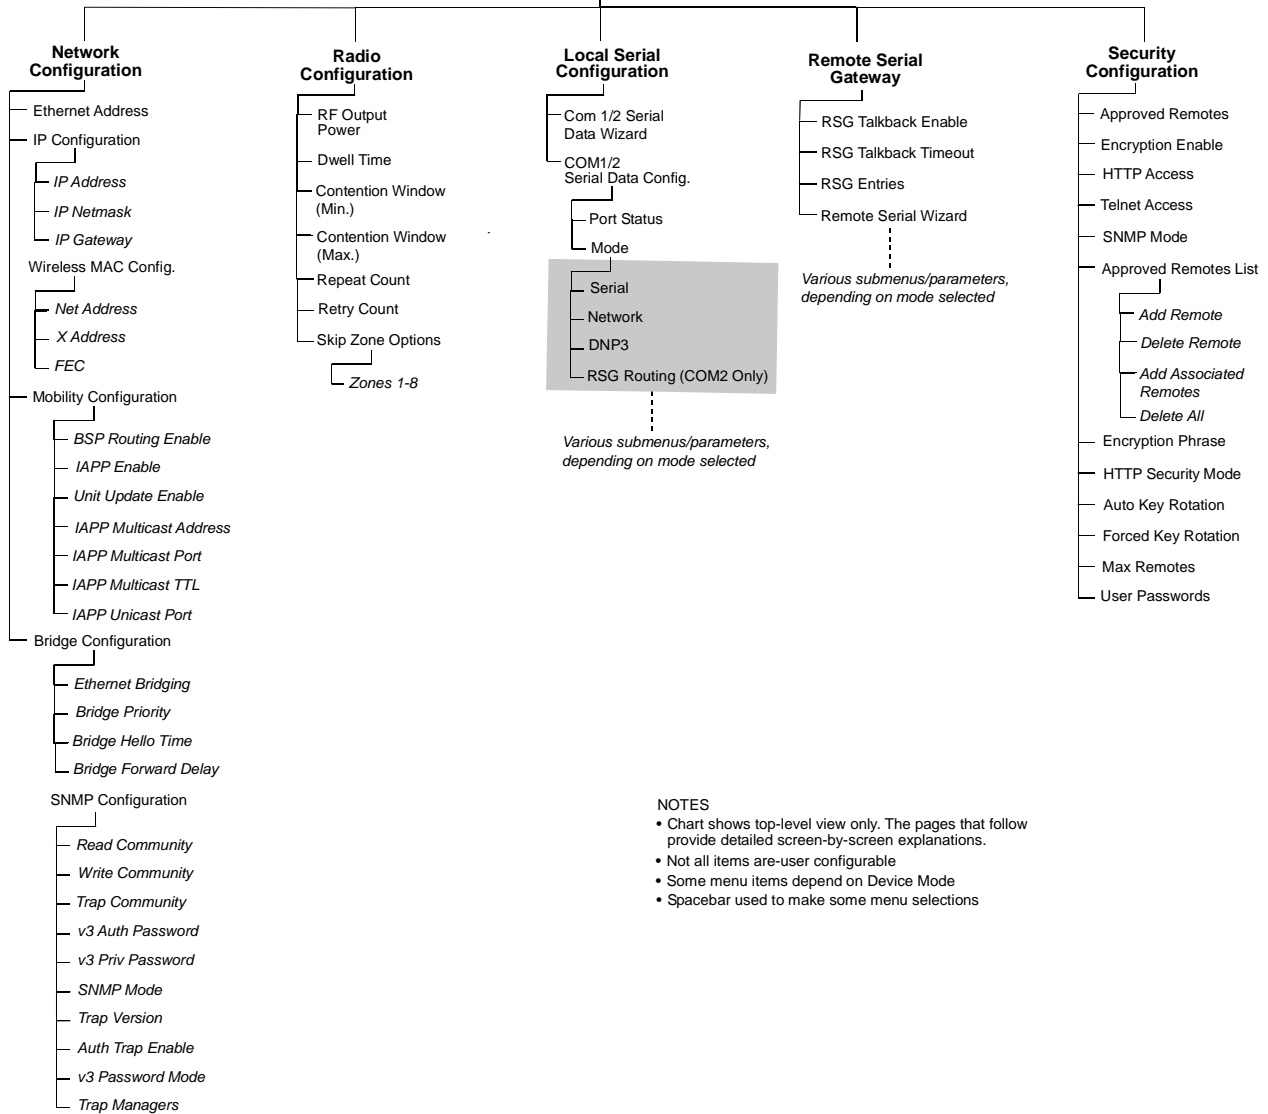 Network
Configuration
Ethernet Address
IP Configuration
IP Address
IP Netmask
IP Gateway
Wireless MAC Config.
Net Address
X Address
FEC
Mobility Configuration
BSP Routing Enable
IAPP Enable
Unit Update Enable
IAPP Multicast Address
IAPP Multicast Port
IAPP Multicast TTL
IAPP Unicast Port
Bridge Configuration
Ethernet Bridging
Bridge Priority
Bridge Hello Time
Bridge Forward Delay
SNMP Configuration
Read Community
Write Community
Trap Community
v3 Auth Password
v3 Priv Password
SNMP Mode
Trap Version
Auth Trap Enable
v3 Password Mode
Trap Managers
Radio
Configuration
RF Output
Power
Dwell Time
Contention Window
(Min.)
Contention Window
(Max.)
Repeat Count
Retry Count
Skip Zone Options
Zones 1-8
Local Serial
Configuration
Com 1/2 Serial
Data Wizard
COM1/2
Serial Data Config.
Port Status
Mode
Serial
Network
DNP3
RSG Routing (COM2 Only)
Various submenus/parameters,
depending on mode selected
Remote Serial
Gateway
RSG Talkback Enable
RSG Talkback Timeout
RSG Entries
Remote Serial Wizard
Various submenus/parameters,
depending on mode selected
Security
Configuration
Approved Remotes
Encryption Enable
HTTP Access
Telnet Access
SNMP Mode
Approved Remotes List
Add Remote
Delete Remote
Add Associated
Remotes
Delete All
Encryption Phrase
HTTP Security Mode
Auto Key Rotation
Forced Key Rotation
Max Remotes
User Passwords
NOTES
• Chart shows top-level view only. The pages that follow
provide detailed screen-by-screen explanations.
• Not all items are-user configurable
• Some menu items depend on Device Mode
• Spacebar used to make some menu selections